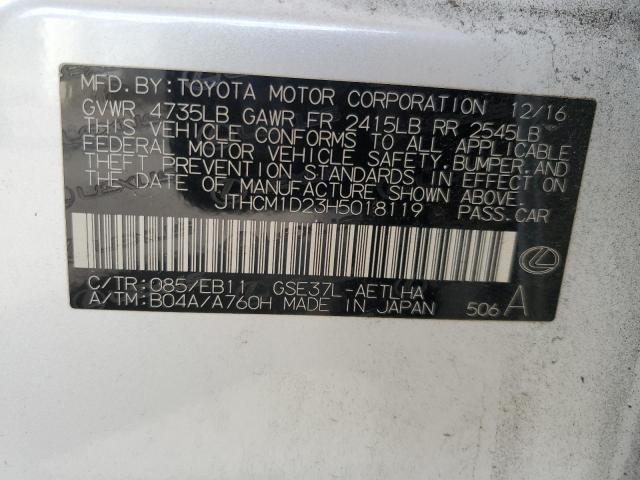 MFD. BY: TOYOTA MOTOR CORPORATION 12/16
GVWR 4735LB GAWR FR 2415LB RR 2545LB
THIS VEHICLE CONFORMS TO ALL APPLICABLE
FEDERAL MOTOR VEHICLE SAFETY, BUMPER, AND
THEFT PREVENTION STANDARDS IN EFFECT ON
THE DATE OF MANUFACTURE SHOWN ABOVE.
JTHCM1D23H5018119 PASS. CAR
C/TR: 085/EB11 GSE37L-AETLHA
A/TM: B04A/A760H MADE IN JAPAN 506 A